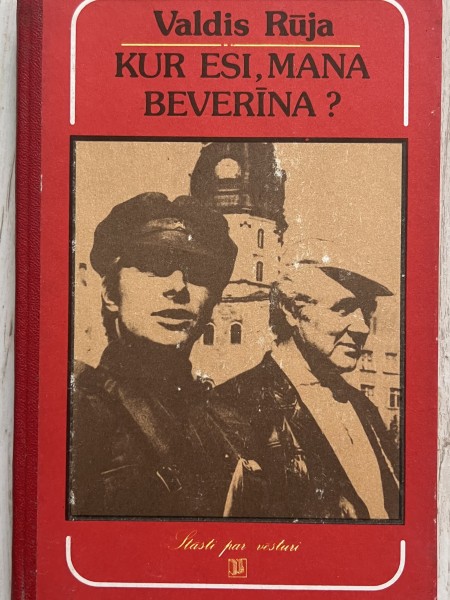 Valdis Rūja
KUR ESI, MANA
BEVERĪNA?
Stāsti par vēsturi